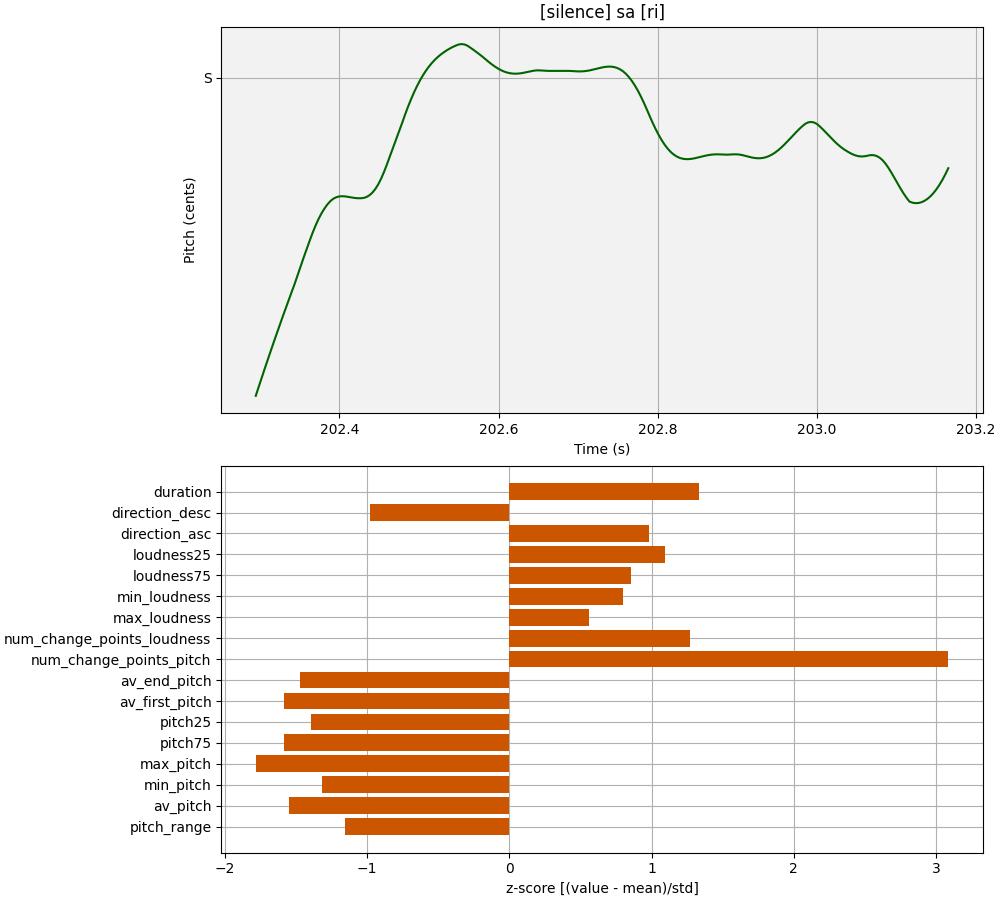 [silence] sa [ri]
S
Pitch (cents)
202.4 202.6 202.8 203.0 203.2
Time (s)
duration
direction_desc
direction_asc
loudness25
loudness75
min_loudness
max_loudness
num_change_points_loudness
num_change_points_pitch
av_end_pitch
av_first_pitch
pitch25
pitch75
max_pitch
min_pitch
av_pitch
pitch_range
−2 −1 0 1 2 3
z-score [(value - mean)/std]